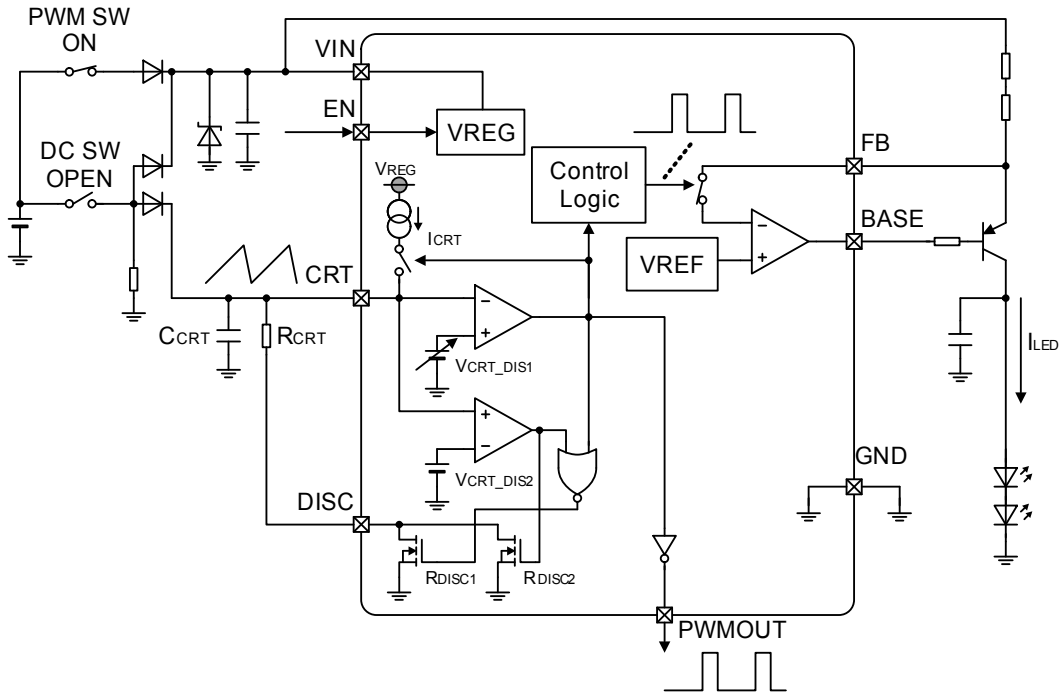 PWM SW
ON
VIN
EN
VREG
DC SW
OPEN
VREG
ICRT
Control
Logic
FB
BASE
VREF
CRT
CCRT
RCRT
VCRT_DIS1
ILED
VCRT_DIS2
GND
DISC
RDISC1
RDISC2
PWMOUT